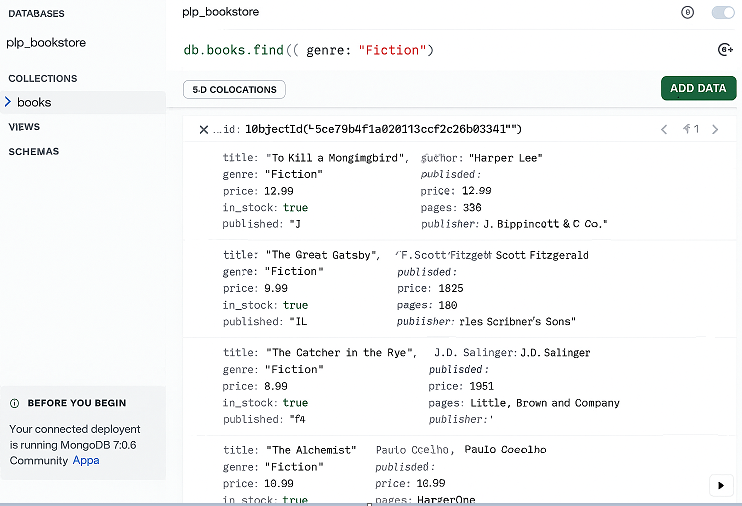 DATABASES
plp_bookstore
COLLECTIONS
books
VIEWS
SCHEMAS
BEFORE YOU BEGIN
Your connected deployent
is running MongoDB 7:0.6
Community Appa
plp_bookstore
db.books.find(( genre: "Fiction")
5-D COLOCATIONS
ADD DATA
1
title: "To Kill a Mongimgbird", guchor: "Harper Lee"
genre: "Fiction" publisded:
price: 12.99 price: 12.99
in_stock: true pages: 336
published: "J publisher: J. Bippincott & C Co."
title: "The Great Gatsby", "F.Scott Fitzgett Scott Fitzgerald
genre: "Fiction" publisded:
price: 9.99 price: 1825
in_stock: true pages: 180
published: "IL publisher: rles Scribner's Sons"
title: "The Catcher in the Rye", J.D. Salinger: J.D. Salinger
genre: "Fiction" publisded:
price: 8.99 price: 1951
in_stock: true pages: Little, Brown and Company
published: "f4 publisher:'
title: "The Alchemist" Paulo Ccelho, Paulo Coeolho
genre: "Fiction" publisded:
price: 10.99 price: 10.99
in_stock: true pages: HargerOne